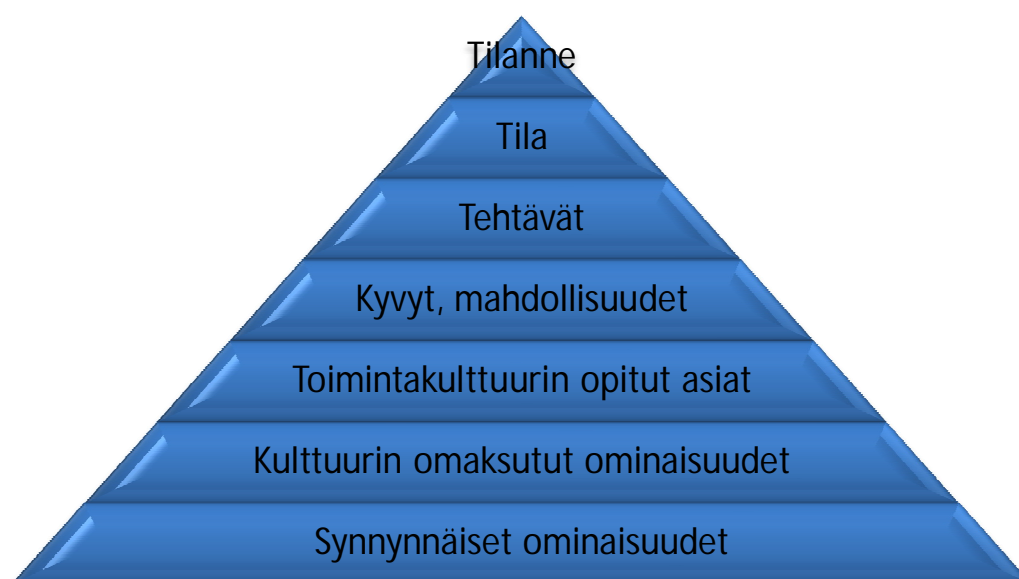 Tilanne
Tila
Tehtävät
Kyvyt, mahdollisuudet
Toimintakulttuurin opitut asiat
Kulttuurin omaksutut ominaisuudet
Synnynnäiset ominaisuudet